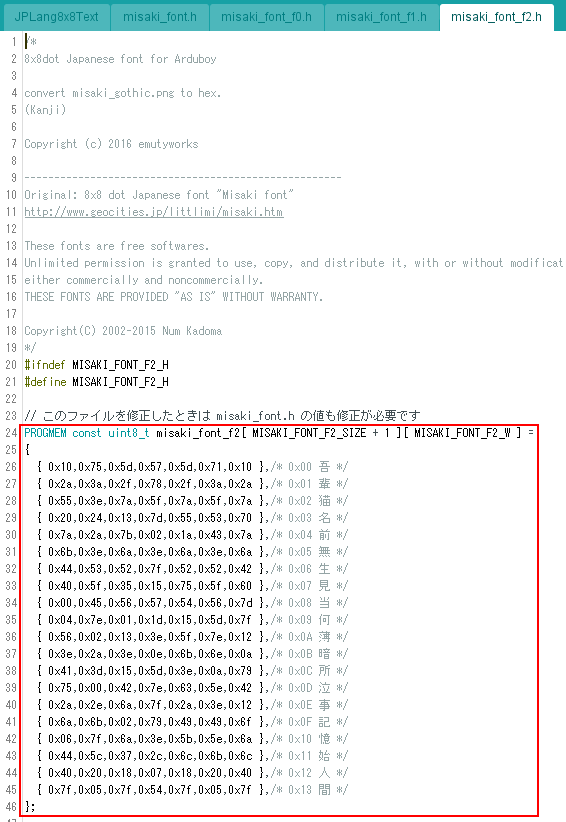 JPLang8x8Text misaki_font.h misaki_font_f0.h misaki_font_f1.h misaki_font_f2.h
1 /*
2 8x8dot Japanese font for Arduboy
3
4 convert misaki_gothic.png to hex.
5 (Kanji)
6
7 Copyright (c) 2016 emutyworks
8
9 ----------------------------------------------------
10 Original: 8x8 dot Japanese font "Misaki font"
11 http://www.geocities.jp/littlimi/misaki.htm
12
13 These fonts are free softwares.
14 Unlimited permission is granted to use, copy, and distribute it, with or without modificat
15 either commercially and noncommercially.
16 THESE FONTS ARE PROVIDED "AS IS" WITHOUT WARRANTY.
17
18 Copyright(C) 2002-2015 Num Kadoma
19 */
20 #ifndef MISAKI_FONT_F2_H
21 #define MISAKI_FONT_F2_H
22
23 // このファイルを修正したときは misaki_font.h の値も修正が必要です
24 PROGMEM const uint8_t misaki_font_f2[ MISAKI_FONT_F2_SIZE + 1 ][ MISAKI_FONT_F2_W ] =
25 {
26 { 0x10,0x75,0x5d,0x57,0x5d,0x71,0x10 },/* 0x00 吾 */
27 { 0x2a,0x3a,0x2f,0x78,0x2f,0x3a,0x2a },/* 0x01 輩 */
28 { 0x55,0x3e,0x7a,0x5f,0x7a,0x5f,0x7a },/* 0x02 猫 */
29 { 0x20,0x24,0x13,0x7d,0x55,0x53,0x70 },/* 0x03 名 */
30 { 0x7a,0x2a,0x7b,0x02,0x1a,0x43,0x7a },/* 0x04 前 */
31 { 0x6b,0x3e,0x6a,0x3e,0x6a,0x3e,0x6a },/* 0x05 無 */
32 { 0x44,0x53,0x52,0x7f,0x52,0x52,0x42 },/* 0x06 生 */
33 { 0x40,0x5f,0x35,0x15,0x75,0x5f,0x60 },/* 0x07 見 */
34 { 0x00,0x45,0x56,0x57,0x54,0x56,0x7d },/* 0x08 当 */
35 { 0x04,0x7e,0x01,0x1d,0x15,0x5d,0x7f },/* 0x09 何 */
36 { 0x56,0x02,0x13,0x3e,0x5f,0x7e,0x12 },/* 0x0A 薄 */
37 { 0x3e,0x2a,0x3e,0x0e,0x6b,0x6e,0x0a },/* 0x0B 暗 */
38 { 0x41,0x3d,0x15,0x5d,0x3e,0x0a,0x79 },/* 0x0C 所 */
39 { 0x75,0x00,0x42,0x7e,0x63,0x5e,0x42 },/* 0x0D 泣 */
40 { 0x2a,0x2e,0x6a,0x7f,0x2a,0x3e,0x12 },/* 0x0E 事 */
41 { 0x6a,0x6b,0x02,0x79,0x49,0x49,0x6f },/* 0x0F 記 */
42 { 0x06,0x7f,0x6a,0x3e,0x5b,0x5e,0x6a },/* 0x10 憶 */
43 { 0x44,0x5c,0x37,0x2c,0x6c,0x6b,0x6c },/* 0x11 始 */
44 { 0x40,0x20,0x18,0x07,0x18,0x20,0x40 },/* 0x12 人 */
45 { 0x7f,0x05,0x7f,0x54,0x7f,0x05,0x7f },/* 0x13 間 */
46 };